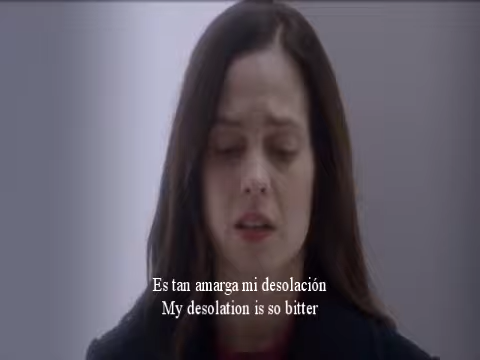 Es tan amarga mi desolación
My desolation is so bitter